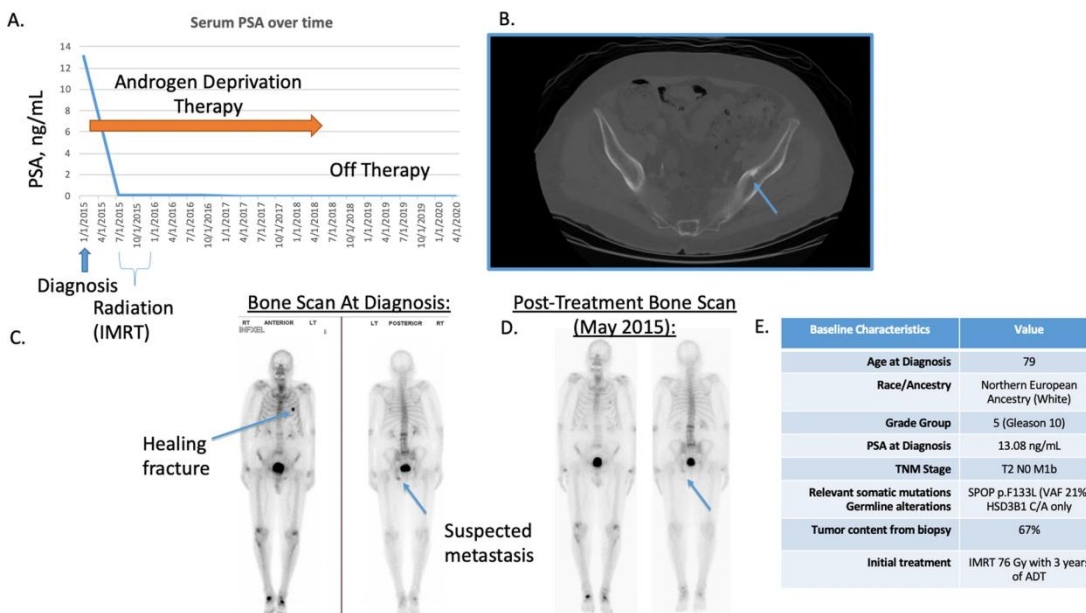 A.
Serum PSA over time
14
12
10
8
6
4
2
0
PSA, ng/mL
Androgen Deprivation
Therapy
Off Therapy
1/1/2015
4/1/2015
7/1/2015
10/1/2015
1/1/2016
4/1/2016
7/1/2016
10/1/2016
1/1/2017
4/1/2017
7/1/2017
10/1/2017
1/1/2018
4/1/2018
7/1/2018
10/1/2018
1/1/2019
4/1/2019
7/1/2019
10/1/2019
1/1/2020
4/1/2020
Diagnosis
Radiation
(IMRT)
B.
C.
Bone Scan At Diagnosis:
RT ANTERIOR LT
LT POSTERIOR RT
Healing
fracture
Suspected
metastasis
D.
Post-Treatment Bone Scan
(May 2015):
E.
Baseline Characteristics Value
Age at Diagnosis 79
Race/Ancestry Northern European
Ancestry (White)
Grade Group 5 (Gleason 10)
PSA at Diagnosis 13.08 ng/mL
TNM Stage T2 N0 M1b
Relevant somatic mutations SPOP p.F133L (VAF 21%
Germline alterations HSD3B1 C/A only
Tumor content from biopsy 67%
Initial treatment IMRT 76 Gy with 3 years
of ADT